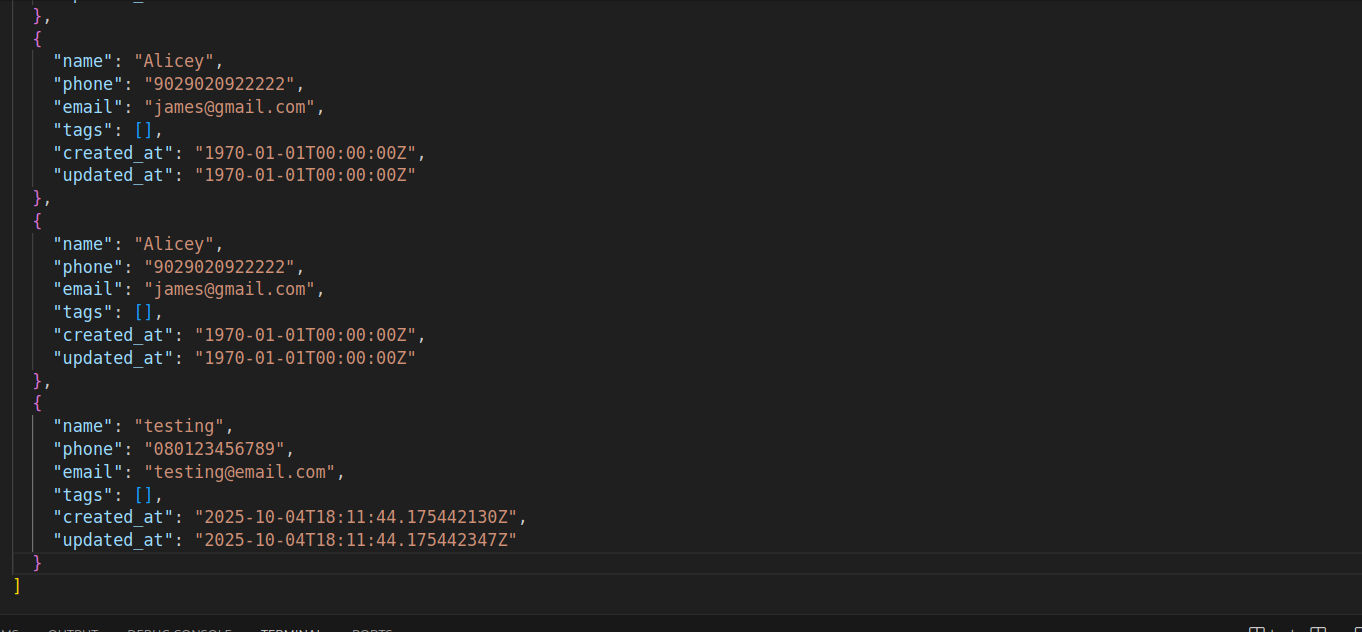 },
{
"name": "Alicey",
"phone": "9029020922222",
"email": "james@gmail.com",
"tags": [],
"created_at": "1970-01-01T00:00:00Z",
"updated_at": "1970-01-01T00:00:00Z"
},
{
"name": "Alicey",
"phone": "9029020922222",
"email": "james@gmail.com",
"tags": [],
"created_at": "1970-01-01T00:00:00Z",
"updated_at": "1970-01-01T00:00:00Z"
},
{
"name": "testing",
"phone": "080123456789",
"email": "testing@email.com",
"tags": [],
"created_at": "2025-10-04T18:11:44.175442130Z",
"updated_at": "2025-10-04T18:11:44.175442347Z"
}
]
OUTPUT DEBUG CONSOLE TERMINAL PORTS